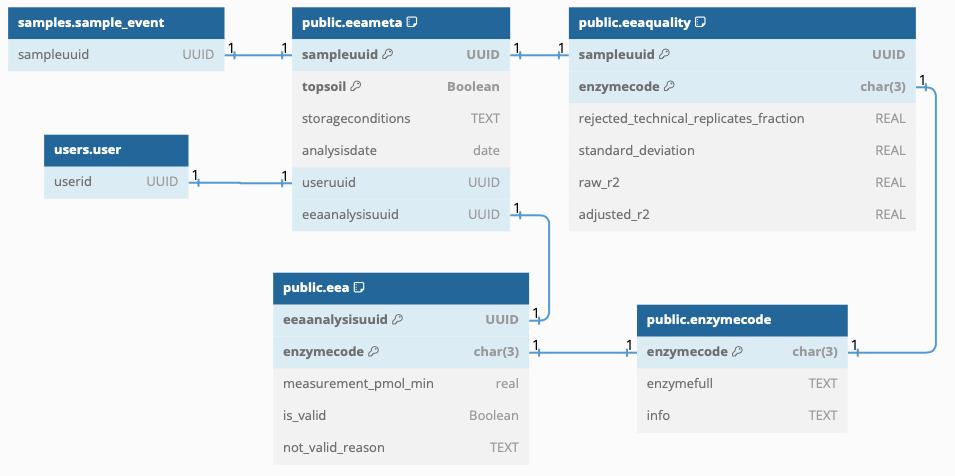 samples.sample_event
sampleuuid UUID
1 1
public.eeameta
sampleuuid UUID
topsoil Boolean
storageconditions TEXT
analysisdate date
useruuid UUID
eeaanalysisuuid UUID
1 1
public.eeaquality
sampleuuid UUID
enzymecode char(3)
rejected_technical_replicates_fraction REAL
standard_deviation REAL
raw_r2 REAL
adjusted_r2 REAL
1
users.user
userid UUID
1 1
1
public.eea
eeaanalysisuuid UUID
enzymecode char(3)
measurement_pmol_min real
is_valid Boolean
not_valid_reason TEXT
1
1 1
public.enzymecode
enzymecode char(3)
enzymefull TEXT
info TEXT
1